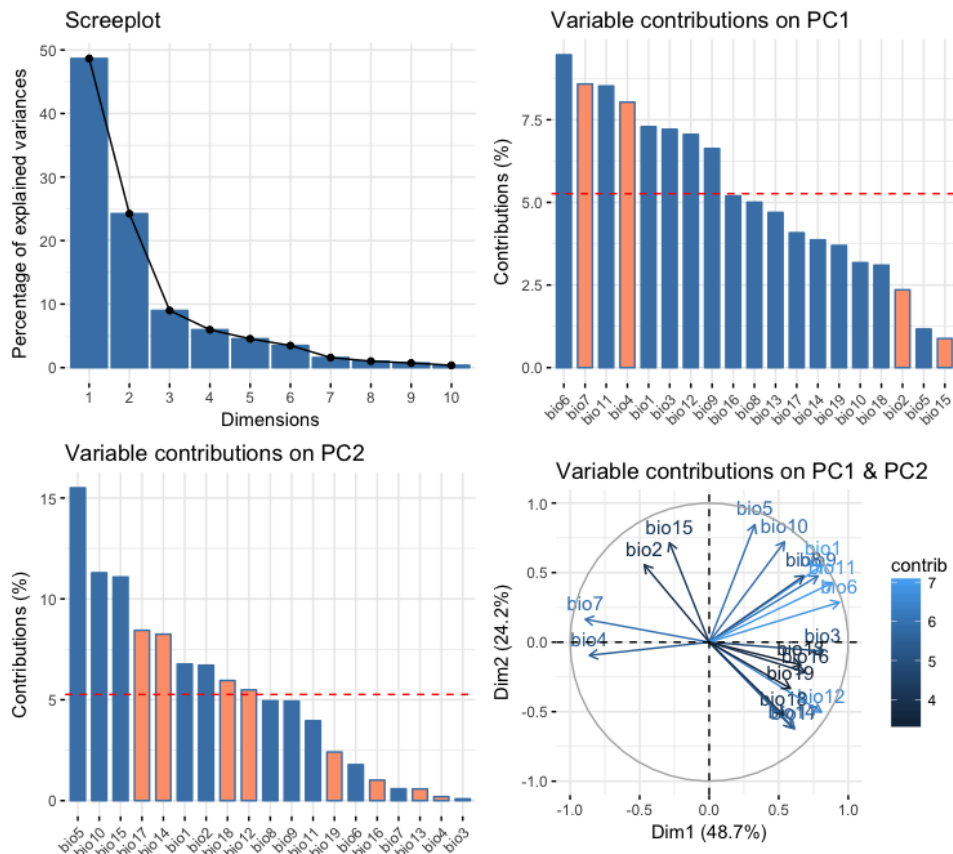 Screeplot
Percentage of explained variances
50
40
30
20
10
0
1 2 3 4 5 6 7 8 9 10
Dimensions
Variable contributions on PC1
Contributions (%)
7.5
5.0
2.5
0.0
bio6 bio7 bio11 bio4 bio1 bio3 bio12 bio9 bio16 bio8 bio13 bio17 bio14 bio19 bio10 bio18 bio2 bio5 bio15
Variable contributions on PC2
Contributions (%)
15
10
5
0
bio5 bio10 bio15 bio17 bio14 bio1 bio2 bio18 bio12 bio8 bio9 bio11 bio19 bio6 bio16 bio7 bio13 bio4 bio3
Variable contributions on PC1 & PC2
Dim2 (24.2%)
1.0
0.5
0.0
-0.5
-1.0
bio5
bio15 bio10
bio2 bio1
bio9
bio11
bio6
bio7
bio4 bio3
bio16
bio19
bio18 bio12
-1.0 -0.5 0.0 0.5 1.0
Dim1 (48.7%)
contrib
7
6
5
4